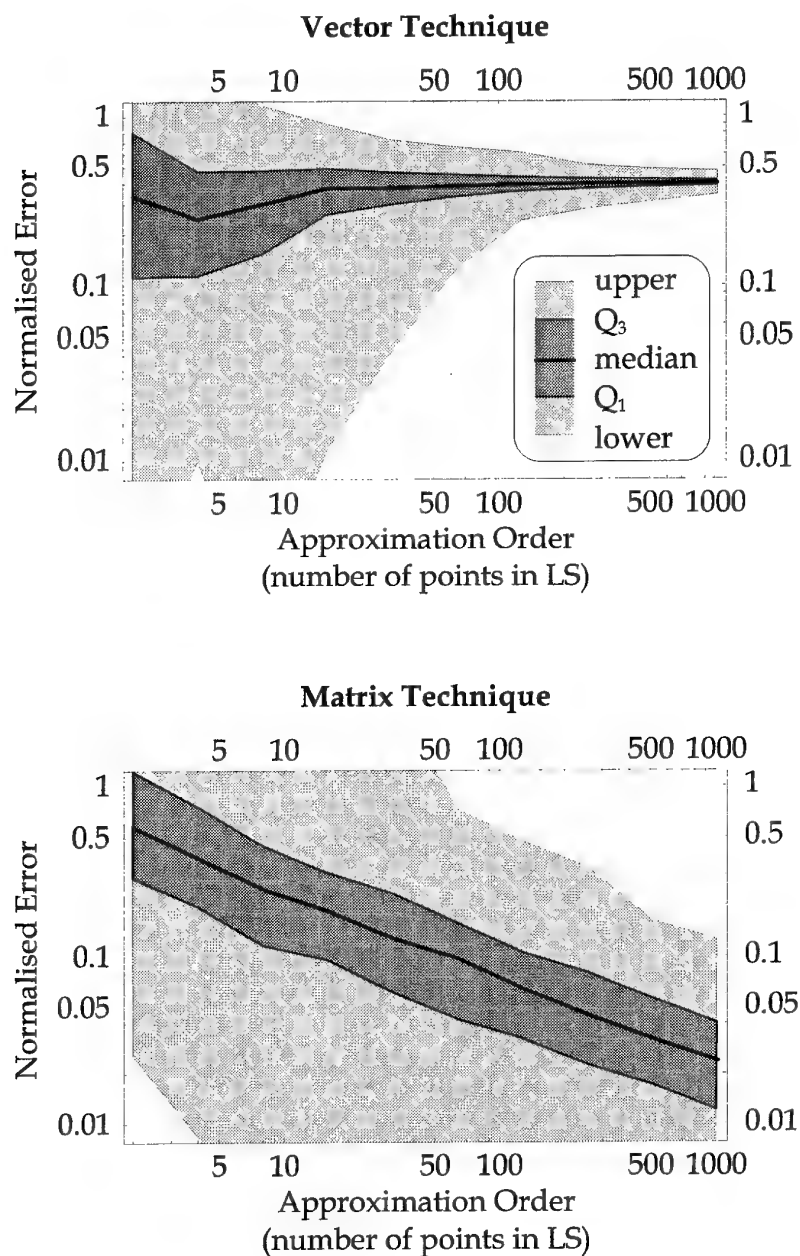 Vector Technique
5 10 50 100 500 1000
1 1
0.5 0.5
0.1 0.1
0.05 0.05
0.01 0.01
Normalised Error
upper
Q3
median
Q1
lower
5 10 50 100 500 1000
Approximation Order
(number of points in LS)
Matrix Technique
5 10 50 100 500 1000
1 1
0.5 0.5
0.1 0.1
0.05 0.05
0.01 0.01
Normalised Error
5 10 50 100 500 1000
Approximation Order
(number of points in LS)